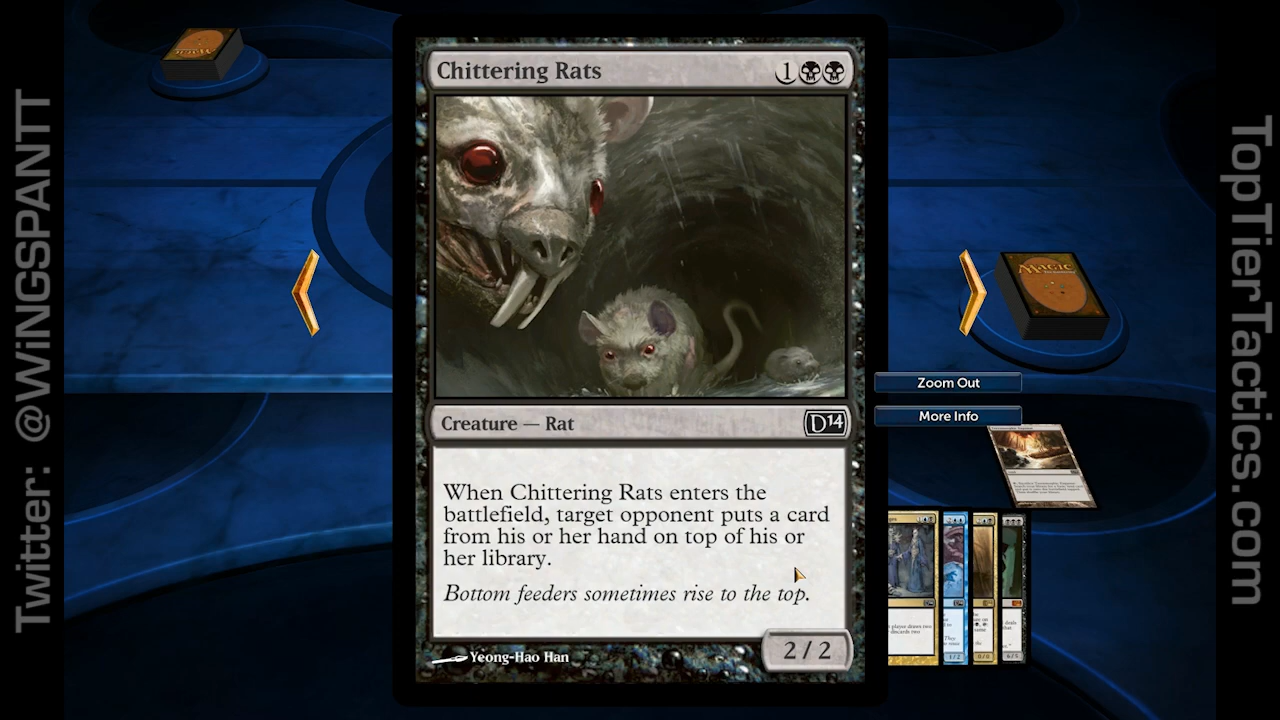 Twitter: @WiNGSPANTT
Chittering Rats
1
Creature — Rat
D14
When Chittering Rats enters the
battlefield, target opponent puts a card
from his or her hand on top of his or
her library.
Bottom feeders sometimes rise to the top.
Yeong-Hao Han
2 / 2
MAGIC
Zoom Out
More Info
TopTierTactics.com